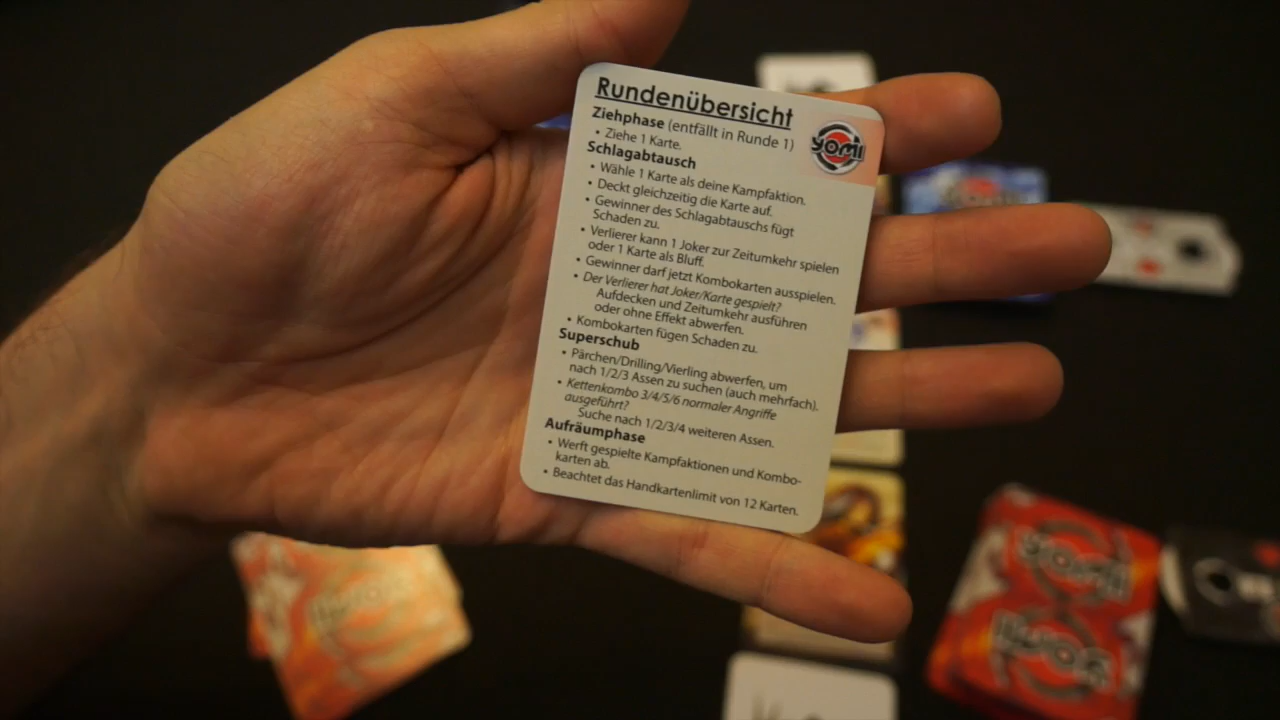 Rundenübersicht
Ziehphase (entfällt in Runde 1)
• Ziehe 1 Karte.
yomi
Schlagabtausch
• Wähle 1 Karte als deine Kampfaktion.
• Deckt gleichzeitig die Karte auf.
• Gewinner des Schlagabtauschs fügt
Schaden zu.
• Verlierer kann 1 Joker zur Zeitumkehr spielen
oder 1 Karte als Bluff.
• Gewinner darf jetzt Kombokarten ausspielen.
• Der Verlierer hat Joker/Karte gespielt?
Aufdecken und Zeitumkehr ausführen
oder ohne Effekt abwerfen.
• Kombokarten fügen Schaden zu.
Superschub
• Pärchen/Drilling/Vierling abwerfen, um
nach 1/2/3 Assen zu suchen (auch mehrfach).
• Kettenkombo 3/4/5/6 normaler Angriffe
ausgeführt?
Suche nach 1/2/3/4 weiteren Assen.
Aufräumphase
• Werft gespielte Kampfaktionen und Kombo-
karten ab.
• Beachtet das Handkartenlimit von 12 Karten.
yomi
yomi